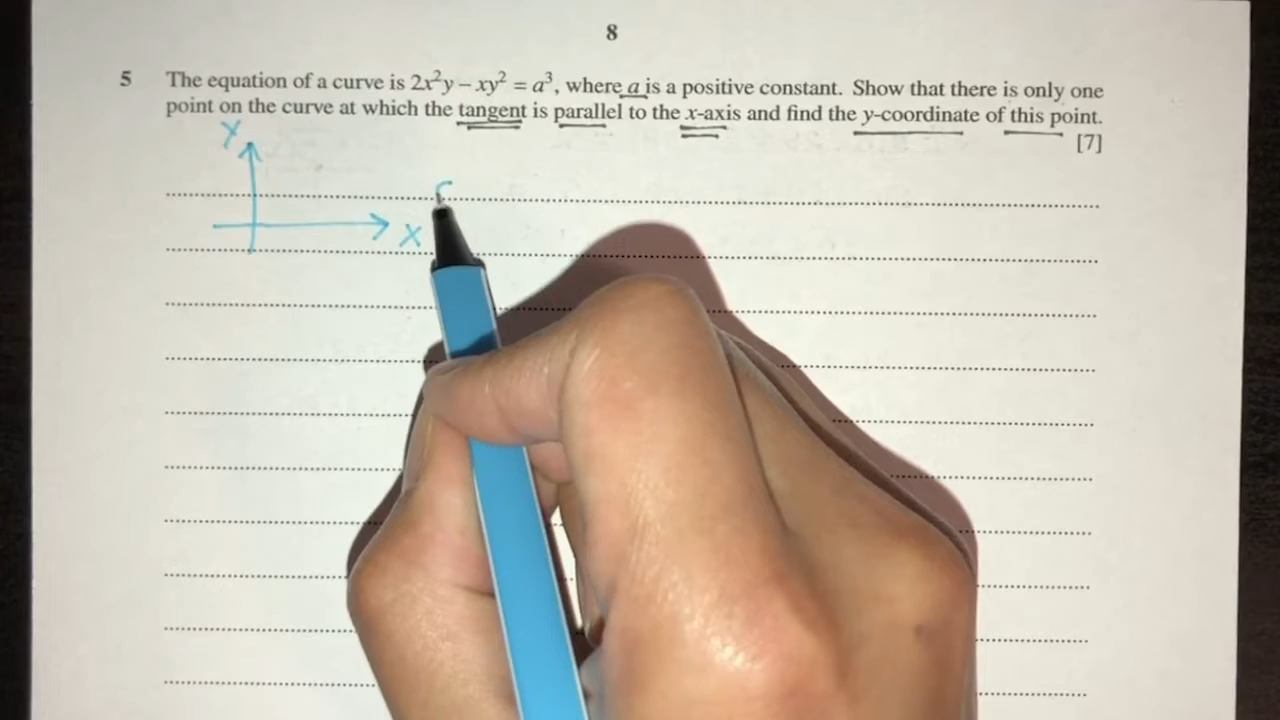 8
5 The equation of a curve is 2x²y – xy² = a³, where a is a positive constant. Show that there is only one
point on the curve at which the tangent is parallel to the x-axis and find the y-coordinate of this point.
[7]
Y
X